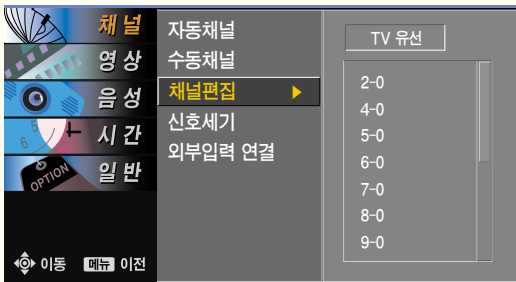 채널
영상
음성
5
6
시간
OPTION
일반
이동 메뉴 이전
자동채널
수동채널
채널편집
신호세기
외부입력 연결
TV 유선
2-0
4-0
5-0
6-0
7-0
8-0
9-0